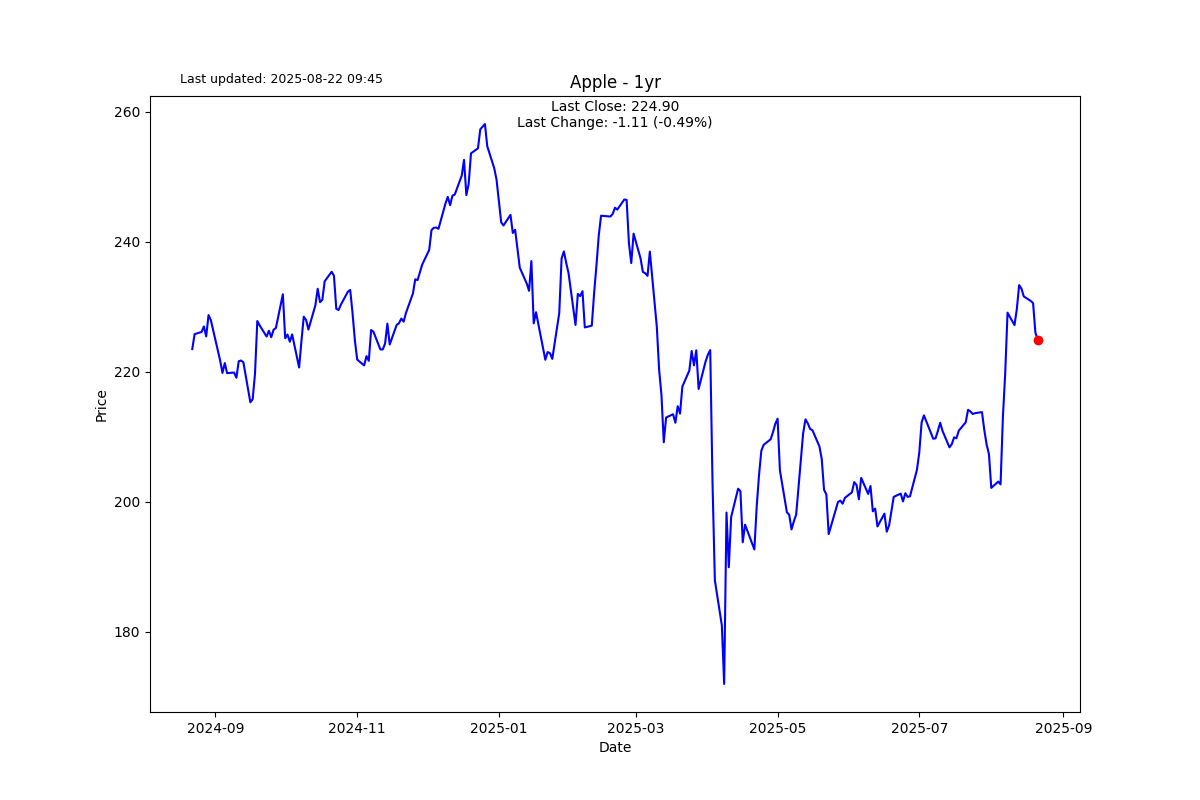 Last updated: 2025-08-22 09:45
Apple - 1yr
Last Close: 224.90
Last Change: -1.11 (-0.49%)
260
240
220
200
180
Price
2024-09
2024-11
2025-01
2025-03
2025-05
2025-07
2025-09
Date